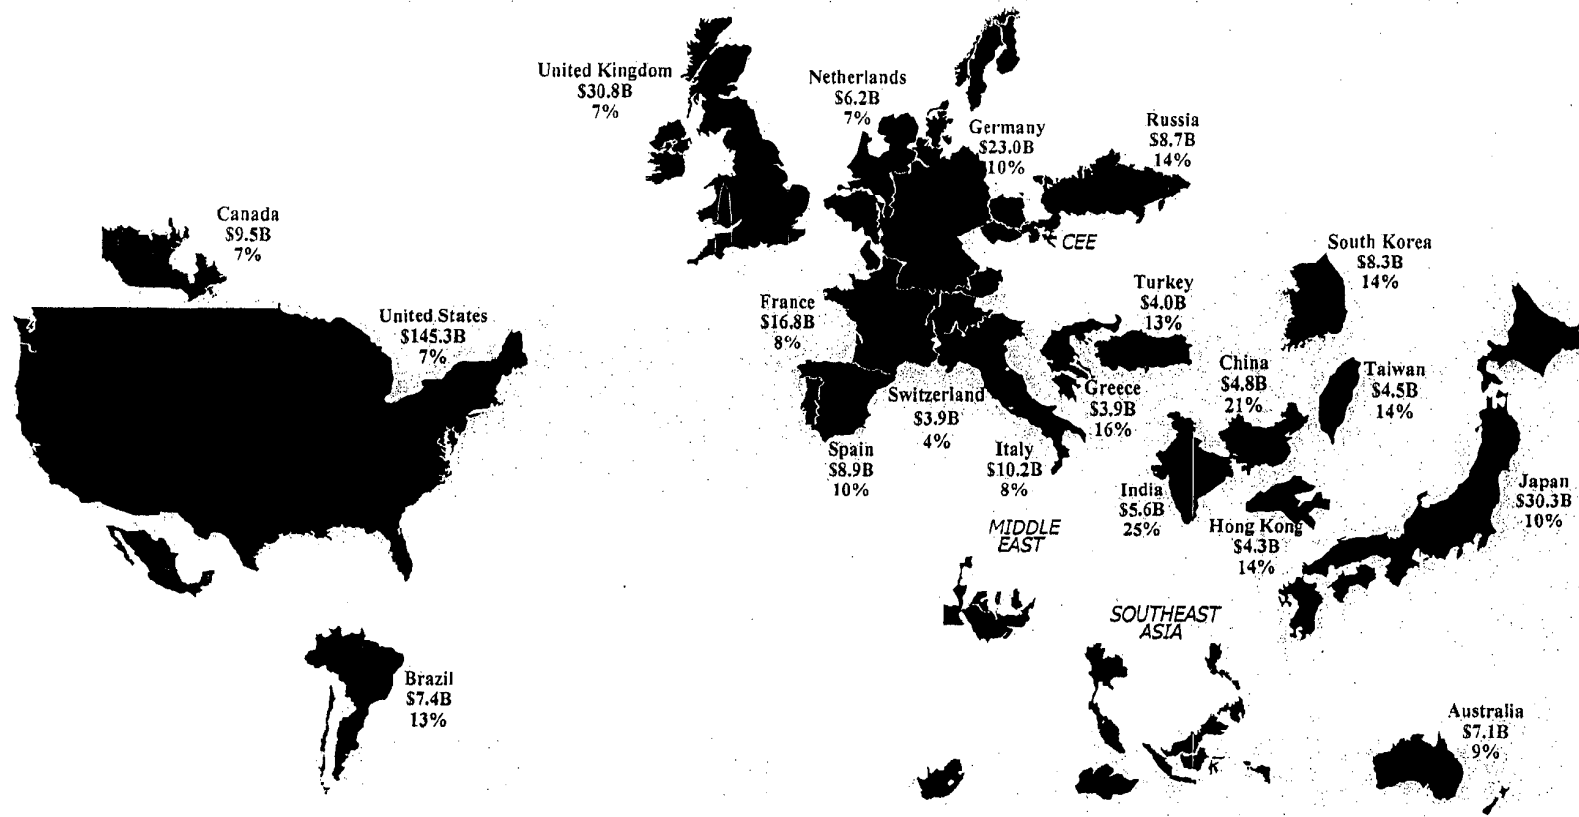 United Kingdom
$30.8B
7%
Netherlands
$6.2B
7%
Germany
$23.0B
10%
Russia
$8.7B
14%
CEE
Canada
$9.5B
7%
South Korea
$8.3B
14%
United States
$145.3B
7%
France
$16.8B
8%
Turkey
$4.0B
13%
Switzerland
$3.9B
4%
Greece
$3.9B
16%
China
$4.8B
21%
Taiwan
$4.5B
14%
Spain
$8.9B
10%
Italy
$10.2B
8%
India
$5.6B
25%
Hong Kong
$4.3B
14%
Japan
$30.3B
10%
MIDDLE
EAST
SOUTHEAST
ASIA
Brazil
$7.4B
13%
Australia
$7.1B
9%